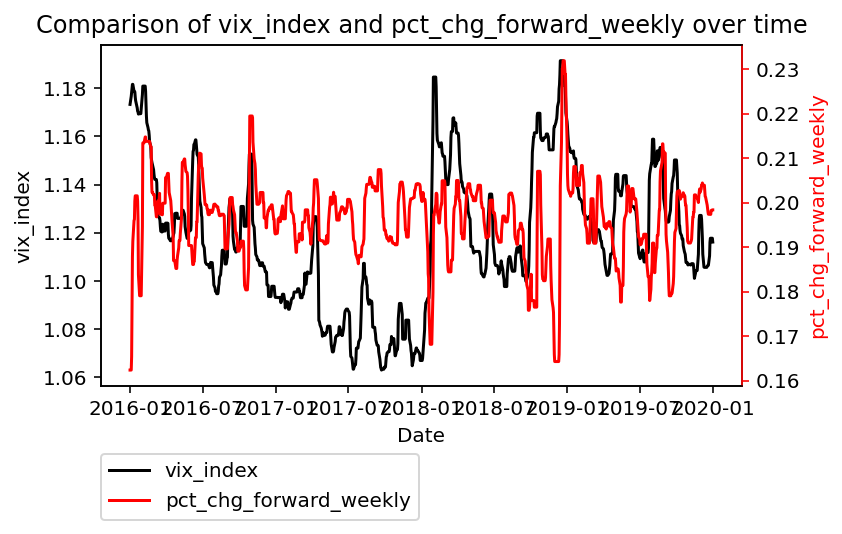 Comparison of vix_index and pct_chg_forward_weekly over time
vix_index
1.18
1.16
1.14
1.12
1.10
1.08
1.06
0.23
0.22
0.21
0.20
0.19
0.18
0.17
0.16
pct_chg_forward_weekly
2016-01 2016-07 2017-01 2017-07 2018-01 2018-07 2019-01 2019-07 2020-01
Date
vix_index
pct_chg_forward_weekly